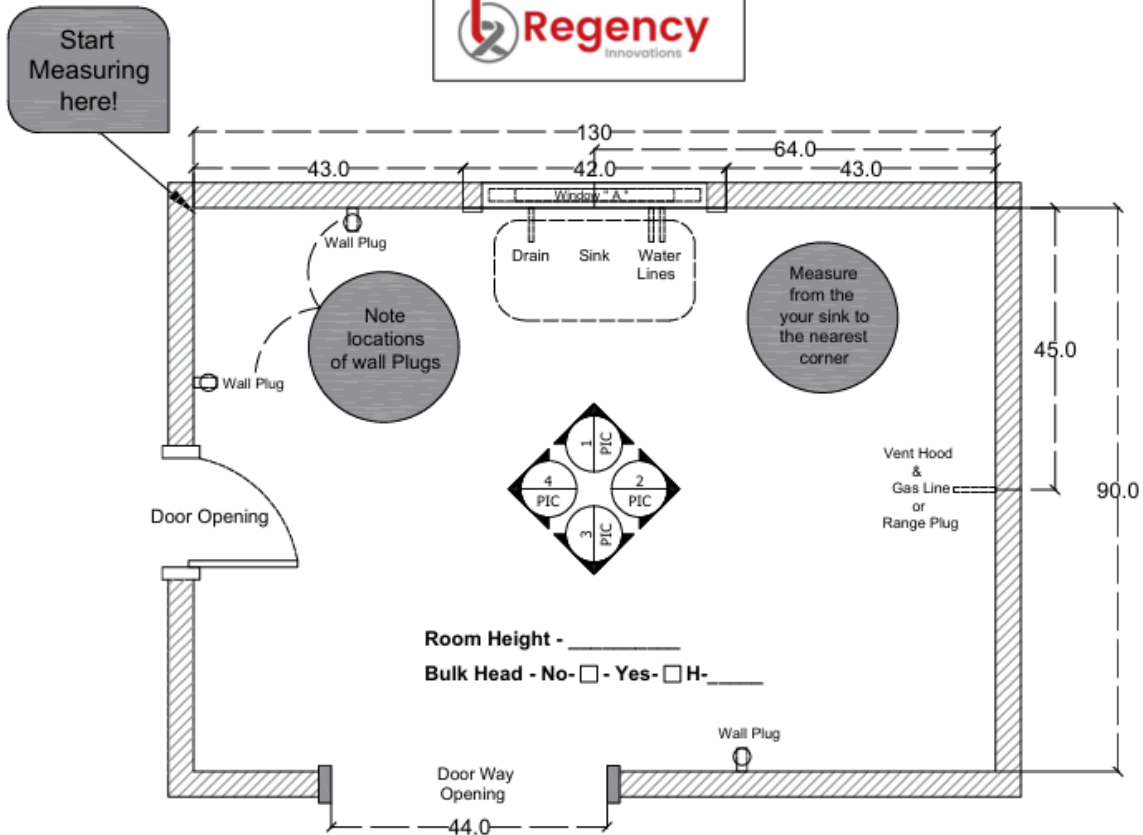 Regency
Innovations
Start
Measuring
here!
130
64.0
43.0
42.0
43.0
Window " A "
Wall Plug
Drain
Sink
Water
Lines
Measure
from the
your sink to
the nearest
corner
Note
locations
of wall Plugs
45.0
Wall Plug
1
PIC
4
PIC
2
PIC
3
PIC
Vent Hood
&
Gas Line
or
Range Plug
90.0
Door Opening
Room Height - __________
Bulk Head - No- □ - Yes- □ H-_____
Wall Plug
Door Way
Opening
44.0